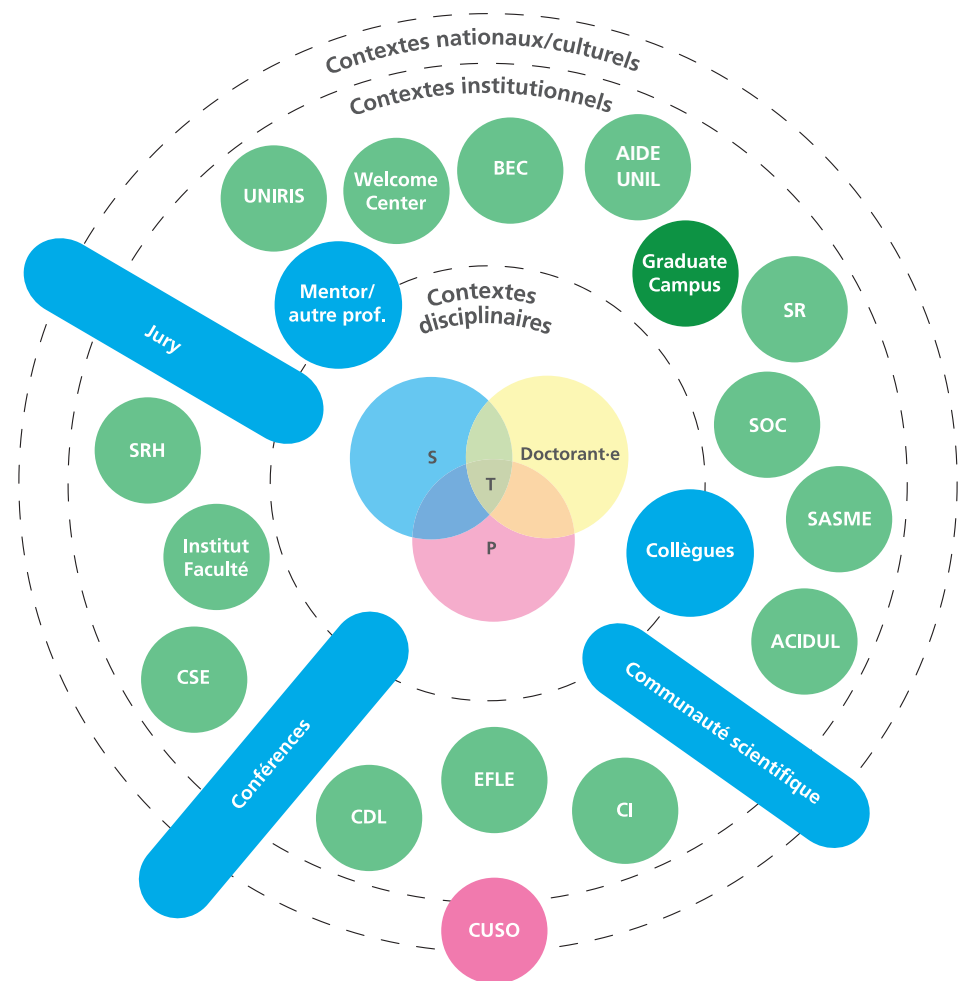 Contextes nationaux/culturels
Contextes institutionnels
BEC
AIDE
UNIL
Welcome
Center
UNIRIS
Graduate
Campus
Mentor/
autre prof.
Contextes
disciplinaires
SR
Jury
SOC
SRH
S
Doctorant·e
T
P
SASME
Institut
Faculté
Collègues
ACIDUL
CSE
Communauté scientifique
Conférences
EFLE
CDL
CI
CUSO